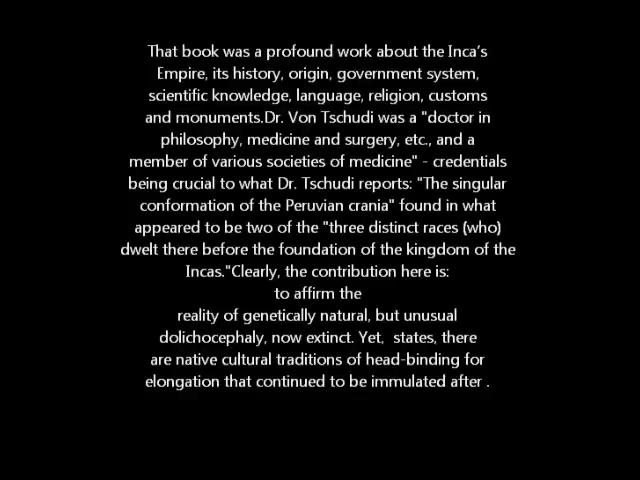 That book was a profound work about the Inca's
Empire, its history, origin, government system,
scientific knowledge, language, religion, customs
and monuments.Dr. Von Tschudi was a "doctor in
philosophy, medicine and surgery, etc., and a
member of various societies of medicine" - credentials
being crucial to what Dr. Tschudi reports: "The singular
conformation of the Peruvian crania" found in what
appeared to be two of the "three distinct races (who)
dwelt there before the foundation of the kingdom of the
Incas."Clearly, the contribution here is:
to affirm the
reality of genetically natural, but unusual
dolichocephaly, now extinct. Yet,  states, there
are native cultural traditions of head-binding for
elongation that continued to be immulated after .